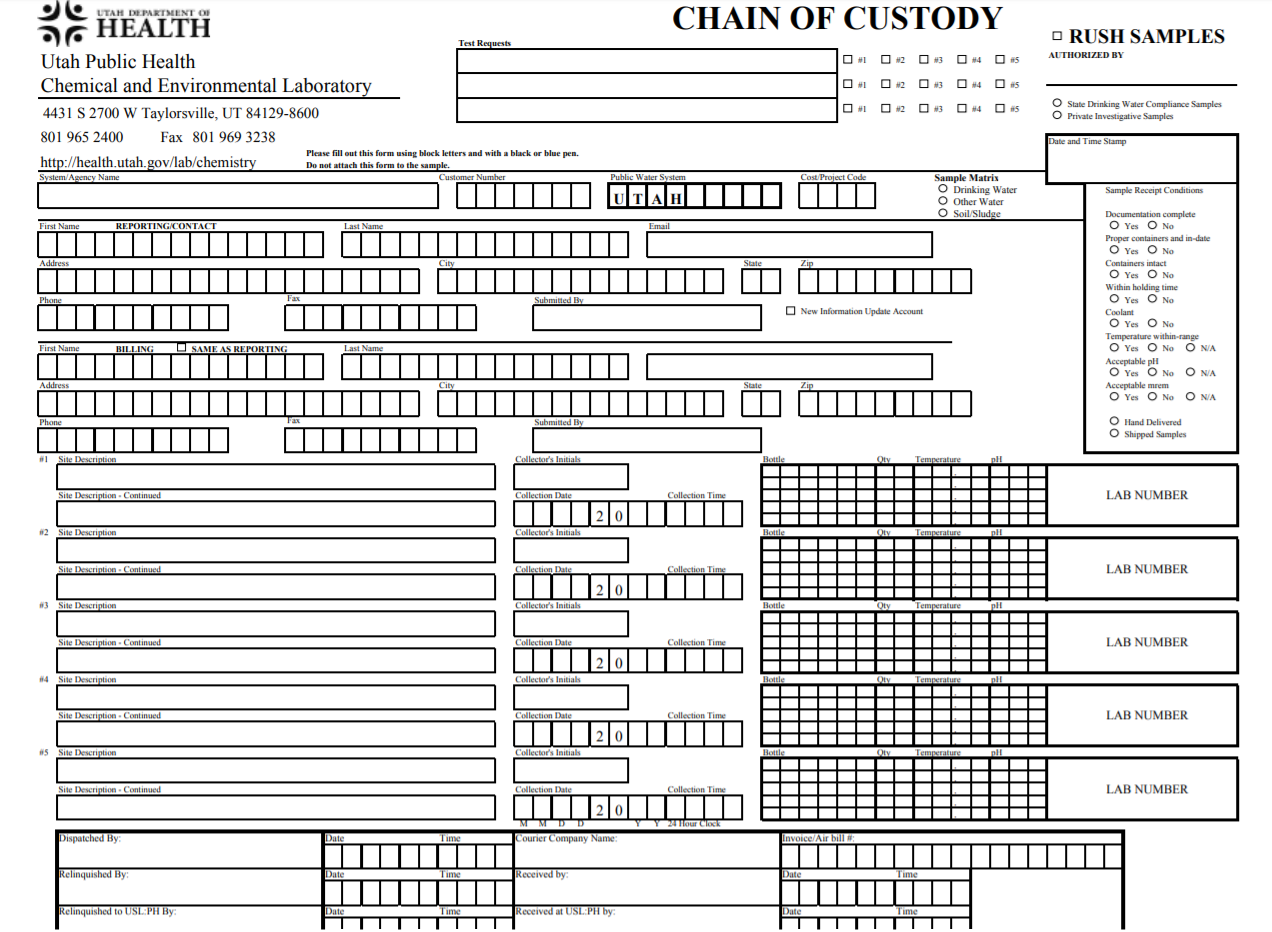 UTAH DEPARTMENT OF
HEALTH
CHAIN OF CUSTODY
RUSH SAMPLES
AUTHORIZED BY
Utah Public Health
Chemical and Environmental Laboratory
4431 S 2700 W Taylorsville, UT 84129-8600
801 965 2400 Fax 801 969 3238
http://health.utah.gov/lab/chemistry
Test Requests
#1 #2 #3 #4 #5
#1 #2 #3 #4 #5
#1 #2 #3 #4 #5
State Drinking Water Compliance Samples
Private Investigative Samples
Date and Time Stamp
Please fill out this form using block letters and with a black or blue pen.
Do not attach this form to the sample.
System/Agency Name Customer Number Public Water System Cost/Project Code Sample Matrix
UTAH
Drinking Water
Other Water
Soil/Sludge
First Name REPORTING/CONTACT Last Name Email
Address City State Zip
Phone Fax Submitted By
New Information Update Account
First Name BILLING SAME AS REPORTING Last Name
Address City State Zip
Phone Fax Submitted By
Sample Receipt Conditions
Documentation complete
Yes No
Proper containers and in-date
Yes No
Containers intact
Yes No
Within holding time
Yes No
Coolant
Yes No
Temperature within-range
Yes No N/A
Acceptable pH
Yes No N/A
Acceptable mrem
Yes No N/A
Hand Delivered
Shipped Samples
#1 Site Description Collector's Initials Bottle Qty Temperature pH
LAB NUMBER
Site Description - Continued Collection Date Collection Time
2 0
#2 Site Description Collector's Initials Bottle Qty Temperature pH
LAB NUMBER
Site Description - Continued Collection Date Collection Time
2 0
#3 Site Description Collector's Initials Bottle Qty Temperature pH
LAB NUMBER
Site Description - Continued Collection Date Collection Time
2 0
#4 Site Description Collector's Initials Bottle Qty Temperature pH
LAB NUMBER
Site Description - Continued Collection Date Collection Time
2 0
#5 Site Description Collector's Initials Bottle Qty Temperature pH
LAB NUMBER
Site Description - Continued Collection Date Collection Time
2 0
M M D D Y Y 24 Hour Clock
Dispatched By: Date Time Courier Company Name: Invoice/Air bill #:
Relinquished By: Date Time Received by: Date Time
Relinquished to USL:PH By: Date Time Received at USL:PH by: Date Time